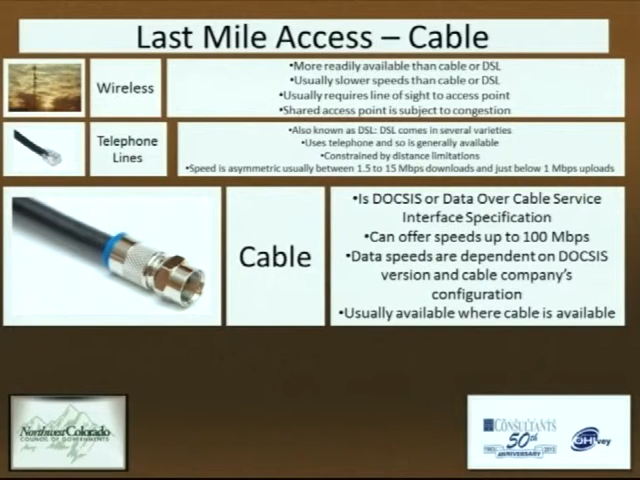 Last Mile Access – Cable
Wireless
•More readily available than cable or DSL
•Usually slower speeds than cable or DSL
•Usually requires line of sight to access point
•Shared access point is subject to congestion
Telephone
Lines
•Also known as DSL: DSL comes in several varieties
•Uses telephone and so is generally available
•Constrained by distance limitations
•Speed is asymmetric usually between 1.5 to 15 Mbps downloads and just below 1 Mbps uploads
Cable
•Is DOCSIS or Data Over Cable Service
Interface Specification
•Can offer speeds up to 100 Mbps
•Data speeds are dependent on DOCSIS
version and cable company's
configuration
•Usually available where cable is available
Northwest Colorado
COUNCIL OF GOVERNMENTS
CONSULTANTS
50th
ANNIVERSARY